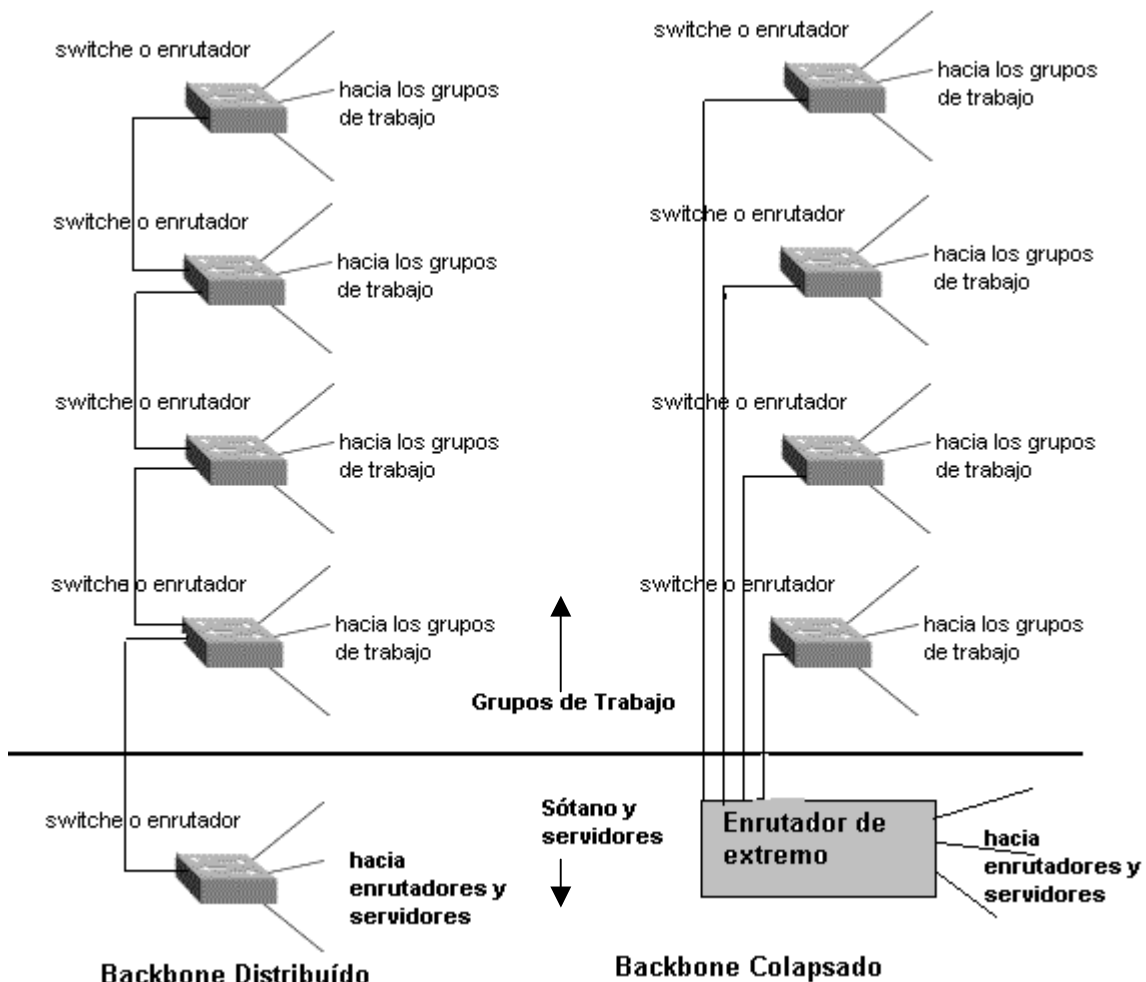 switche o enrutador
hacia los grupos
de trabajo
switche o enrutador
hacia los grupos
de trabajo
switche o enrutador
hacia los grupos
de trabajo
switche o enrutador
hacia los grupos
de trabajo
switche o enrutador
hacia
enrutadores y
servidores
Backbone Distribuído
Grupos de Trabajo
Sótano y
servidores
switche o enrutador
hacia los grupos
de trabajo
switche o enrutador
hacia los grupos
de trabajo
switche o enrutador
hacia los grupos
de trabajo
switche o enrutador
hacia los grupos
de trabajo
Enrutador de
extremo
hacia
enrutadores y
servidores
Backbone Colapsado